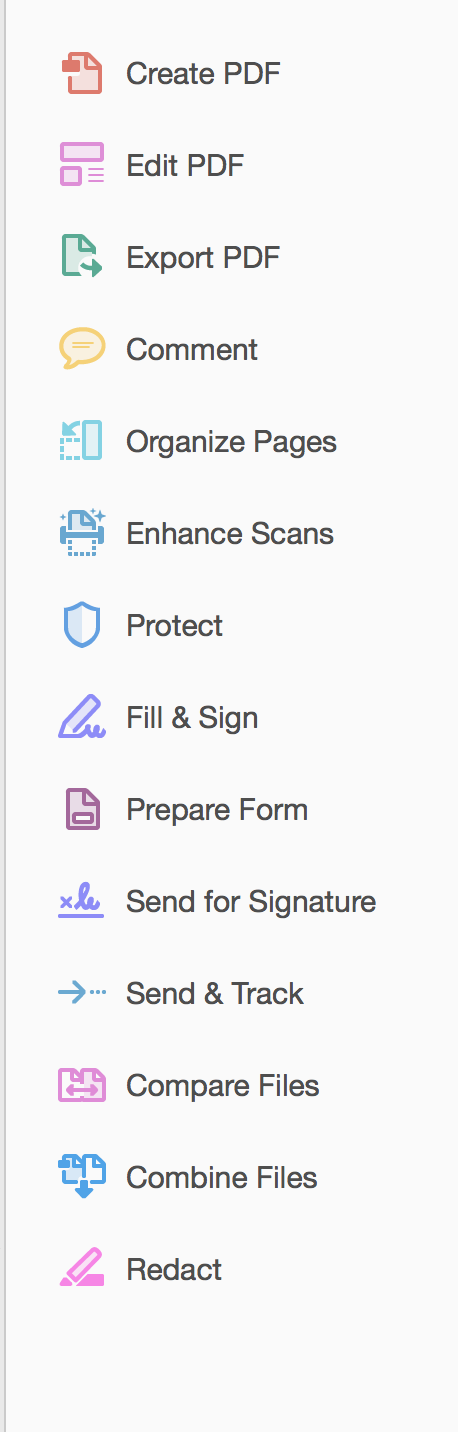 Create PDF
Edit PDF
Export PDF
Comment
Organize Pages
Enhance Scans
Protect
Fill & Sign
Prepare Form
Send for Signature
Send & Track
Compare Files
Combine Files
Redact